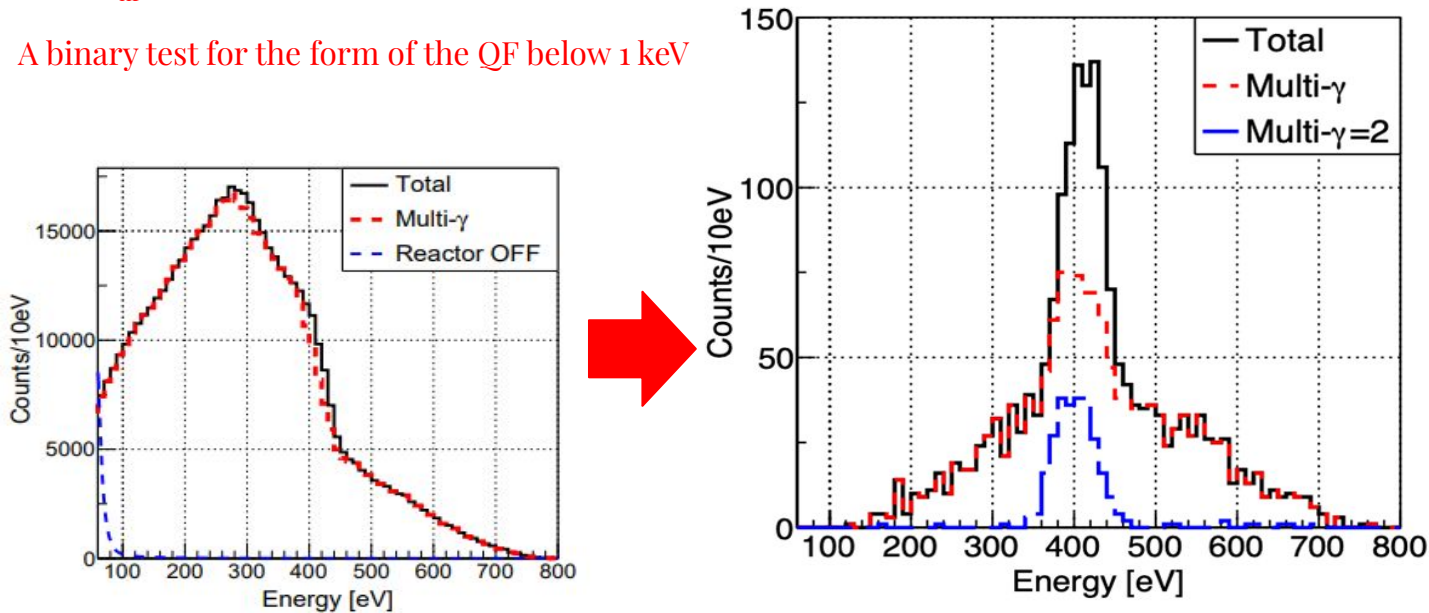 A binary test for the form of the QF below 1 keV
Total
Multi-γ
Reactor OFF
15000
10000
5000
0
Counts/10eV
100 200 300 400 500 600 700 800
Energy [eV]
Total
Multi-γ
Multi-γ=2
150
100
50
0
Counts/10eV
100 200 300 400 500 600 700 800
Energy [eV]